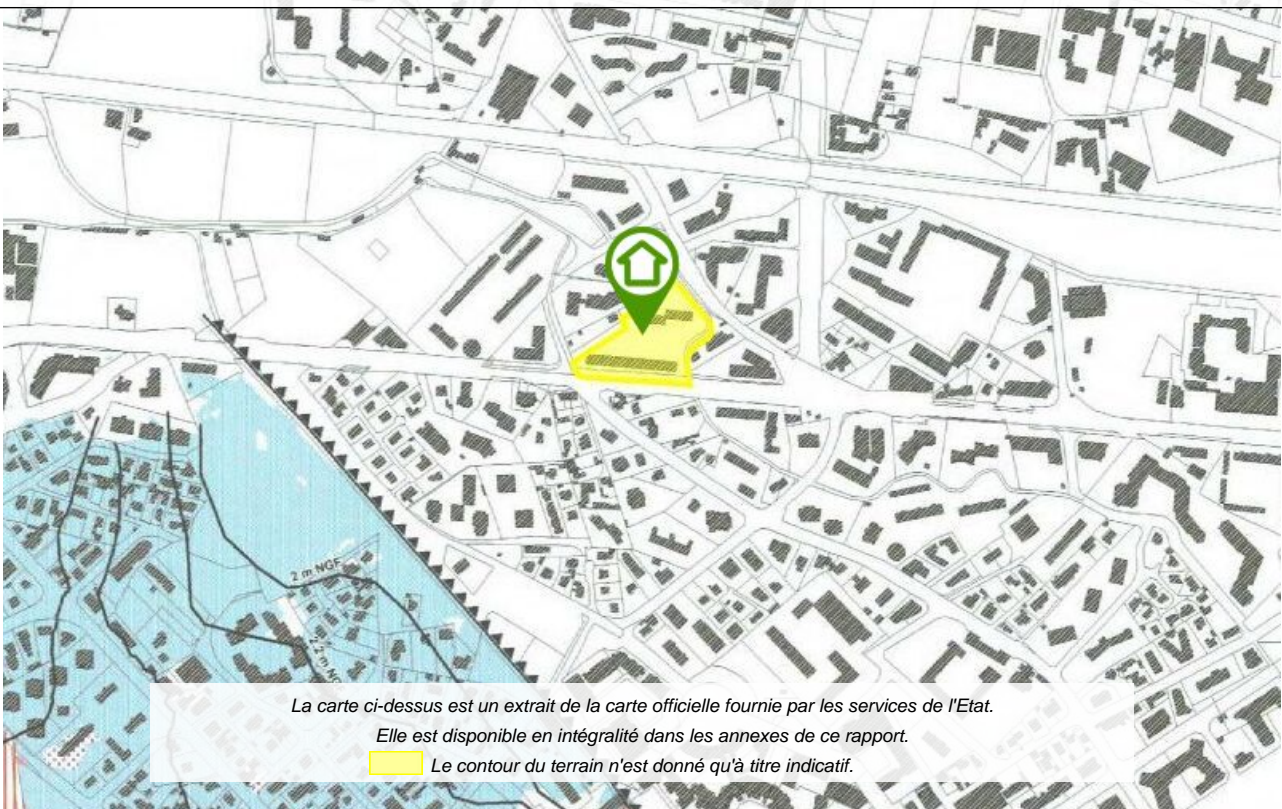 2 m NGF
2,2 m NG
La carte ci-dessus est un extrait de la carte officielle fournie par les services de l'Etat.
Elle est disponible en intégralité dans les annexes de ce rapport.
Le contour du terrain n'est donné qu'à titre indicatif.